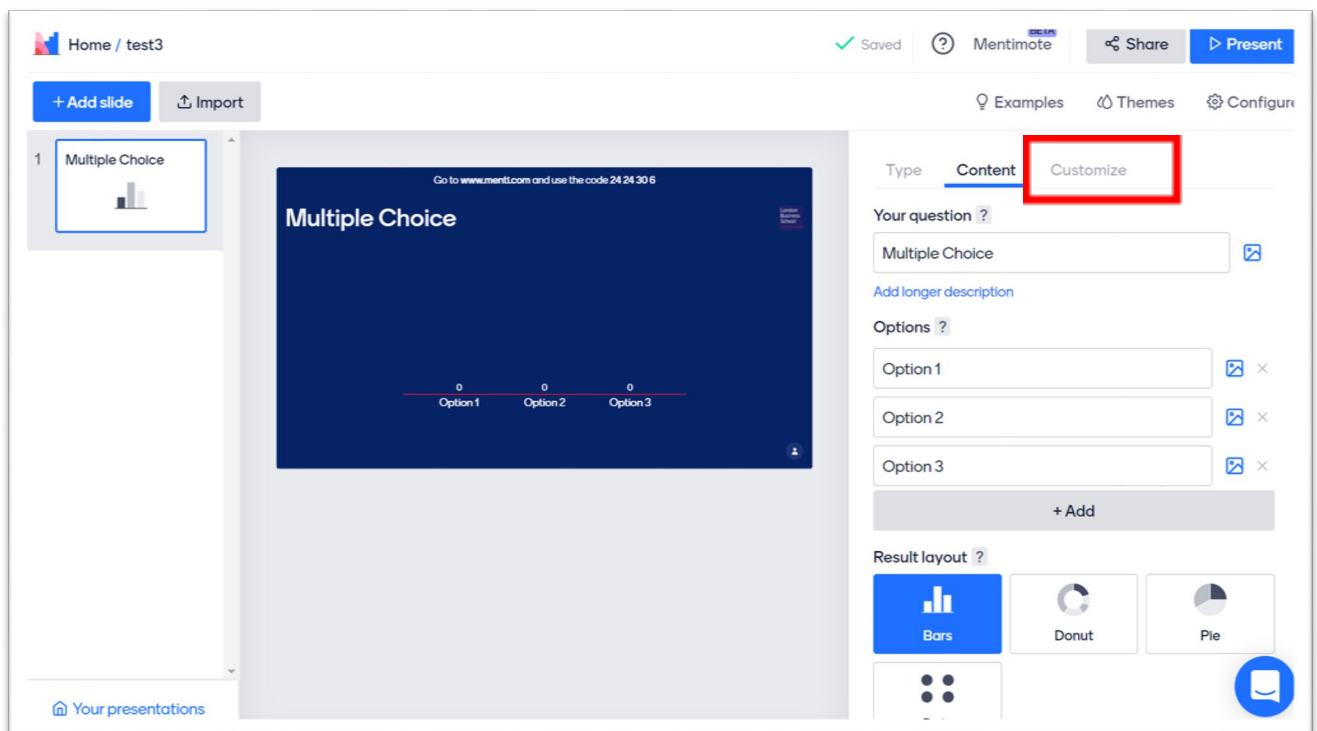 Home / test3
Saved
?
Mentimote
BETA
Share
Present
+ Add slide
Import
Examples
Themes
Configure
1
Multiple Choice
Go to www.menti.com and use the code 24 24 30 6
Multiple Choice
London
Business
School
0 0 0
Option 1 Option 2 Option 3
Type Content Customize
Your question ?
Multiple Choice
Add longer description
Options ?
Option 1
Option 2
Option 3
+ Add
Result layout ?
Bars Donut Pie
Your presentations